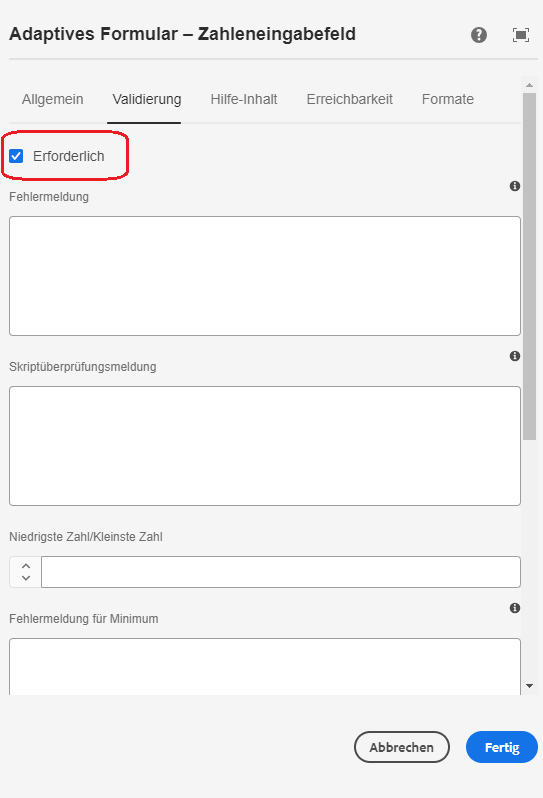 Adaptives Formular – Zahleneingabefeld
Allgemein Validierung Hilfe-Inhalt Erreichbarkeit Formate
Erforderlich
Fehlermeldung
Skriptüberprüfungsmeldung
Niedrigste Zahl/Kleinste Zahl
Fehlermeldung für Minimum
Abbrechen Fertig